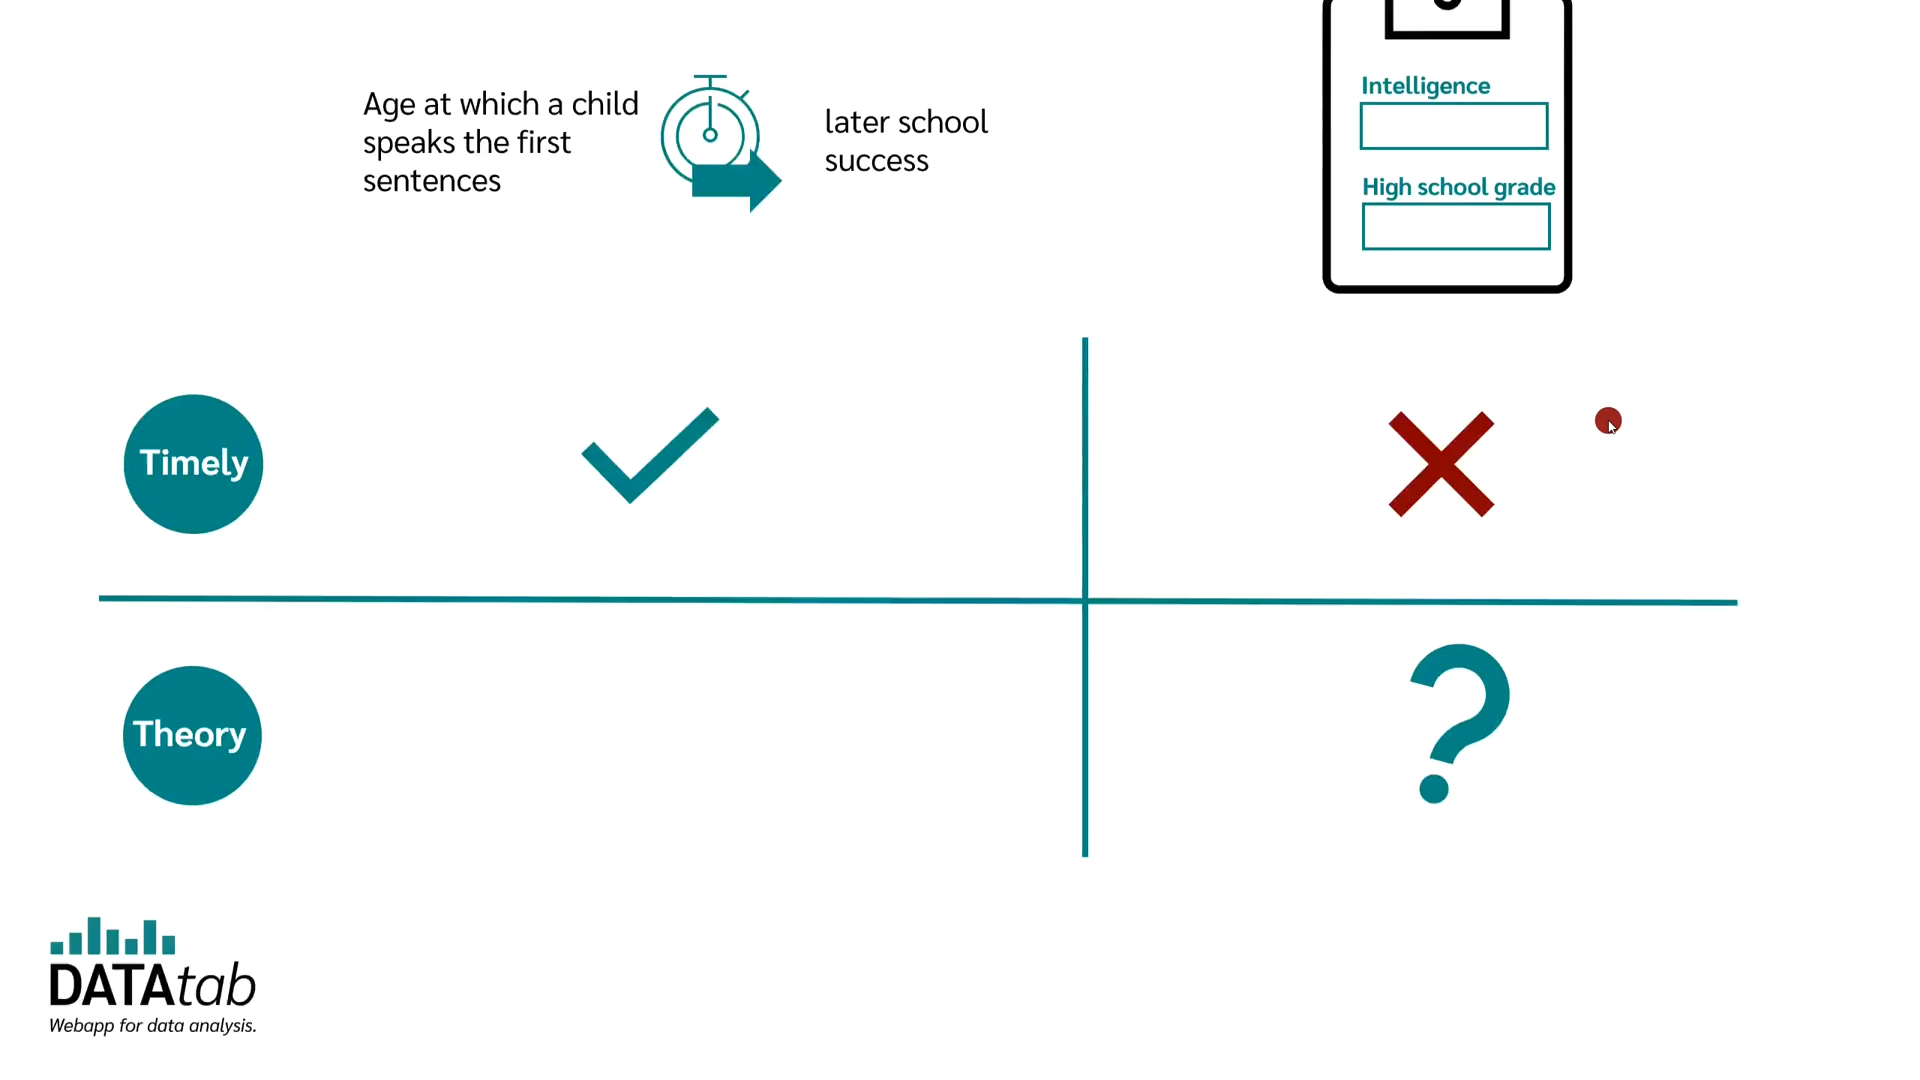 Age at which a child
speaks the first
sentences
later school
success
Intelligence
High school grade
Timely
Theory
DATAtab
Webapp for data analysis.